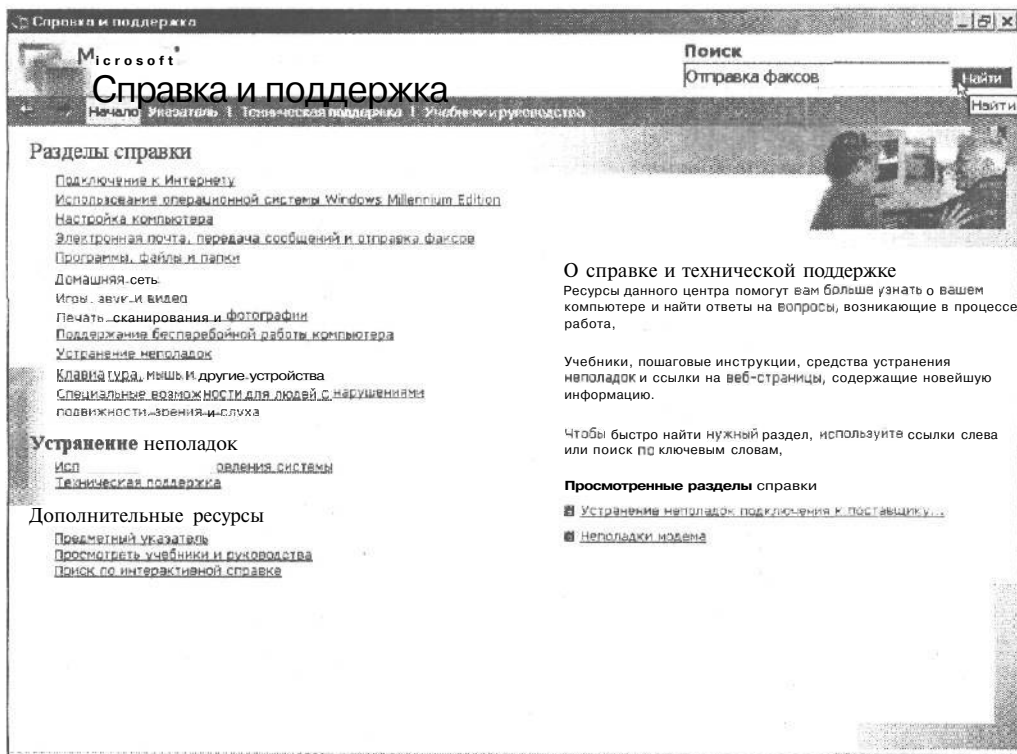 Справка и поддержка
Microsoft
Справка и поддержка
Поиск
Отправка факсов
Найти
Найти
Начало Указатель | Техническая поддержка | Учебники и руководства
Разделы справки
Подключение к Интернету
Использование операционной системы Windows Millennium Edition
Настройка компьютера
Электронная почта, передача сообщений и отправка факсов
Программы, файлы и папки
Домашняя сеть
Игры, звук и видео
Печать, сканирования и фотографии
Поддержание бесперебойной работы компьютера
Устранение неполадок
Клавиатура, мышь и другие устройства
Специальные возможности для людей с нарушениями
подвижности зрения и слуха
Устранение неполадок
Исп овления системы
Техническая поддержка
Дополнительные ресурсы
Предметный указатель
Просмотреть учебники и руководства
Поиск по интерактивной справке
О справке и технической поддержке
Ресурсы данного центра помогут вам больше узнать о вашем
компьютере и найти ответы на вопросы, возникающие в процессе
работа,
Учебники, пошаговые инструкции, средства устранения
неполадок и ссылки на веб-страницы, содержащие новейшую
информацию.
Чтобы быстро найти нужный раздел, используйте ссылки слева
или поиск по ключевым словам,
Просмотренные разделы справки
Устранение неполадок подключения к поставщику...
Неполадки модема